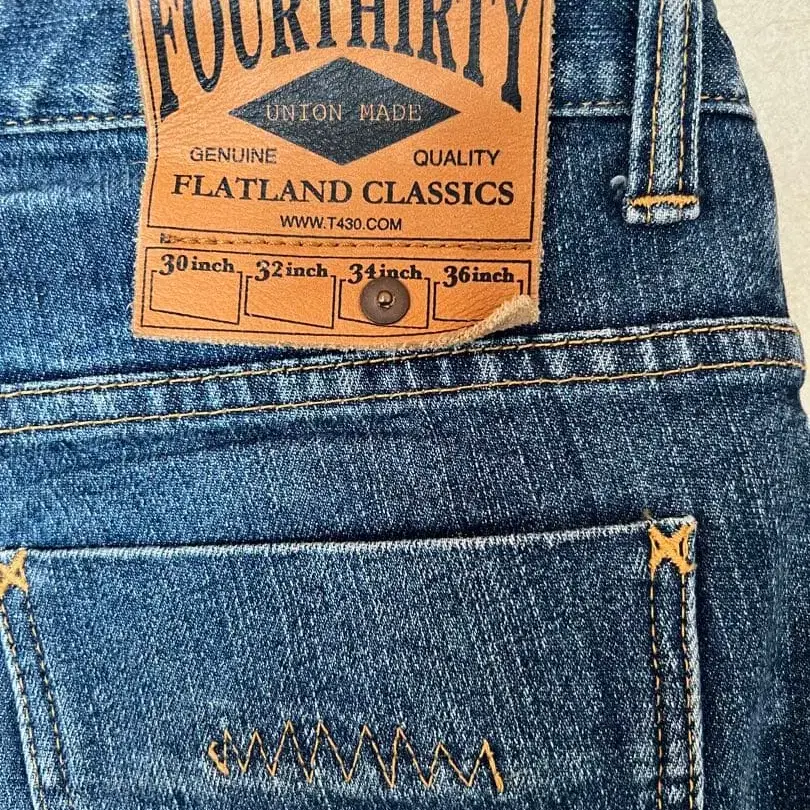 FOURTHIRTY
UNION MADE
GENUINE QUALITY
FLATLAND CLASSICS
WWW.T430.COM
30inch 32inch 34inch 36inch